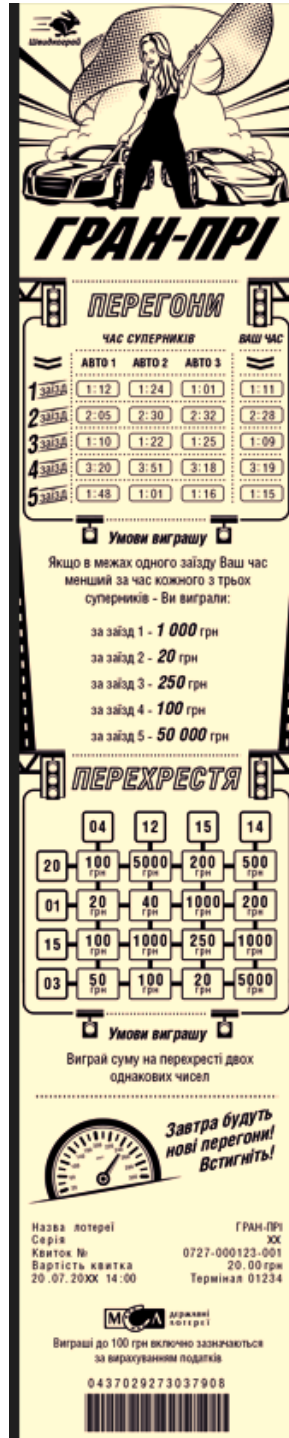 Швидкограй
ГРАН-ПРІ
ПЕРЕГОНИ
ЧАС СУПЕРНИКІВ ВАШ ЧАС
АВТО 1 АВТО 2 АВТО 3
1 заїзд 1:12 1:24 1:01 1:11
2 заїзд 2:05 2:30 2:32 2:28
3 заїзд 1:10 1:22 1:25 1:09
4 заїзд 3:20 3:51 3:18 3:19
5 заїзд 1:48 1:01 1:16 1:15
Умови виграшу
Якщо в межах одного заїзду Ваш час
менший за час кожного з трьох
суперників - Ви виграли:
за заїзд 1 - 1 000 грн
за заїзд 2 - 20 грн
за заїзд 3 - 250 грн
за заїзд 4 - 100 грн
за заїзд 5 - 50 000 грн
ПЕРЕХРЕСТЯ
04 12 15 14
20 100 грн 5000 грн 200 грн 500 грн
01 20 грн 40 грн 1000 грн 200 грн
15 100 грн 1000 грн 250 грн 1000 грн
03 50 грн 100 грн 20 грн 5000 грн
Умови виграшу
Виграй суму на перехресті двох
однакових чисел
Завтра будуть
нові перегони!
Встигніть!
Назва лотереї ГРАН-ПРІ
Серія XX
Квиток № 0727-000123-001
Вартість квитка 20.00 грн
20.07.20XX 14:00 Термінал 01234
МСЛ державні
лотереї
Виграші до 100 грн включно зазначаються
за вирахуванням податків
0437029273037908